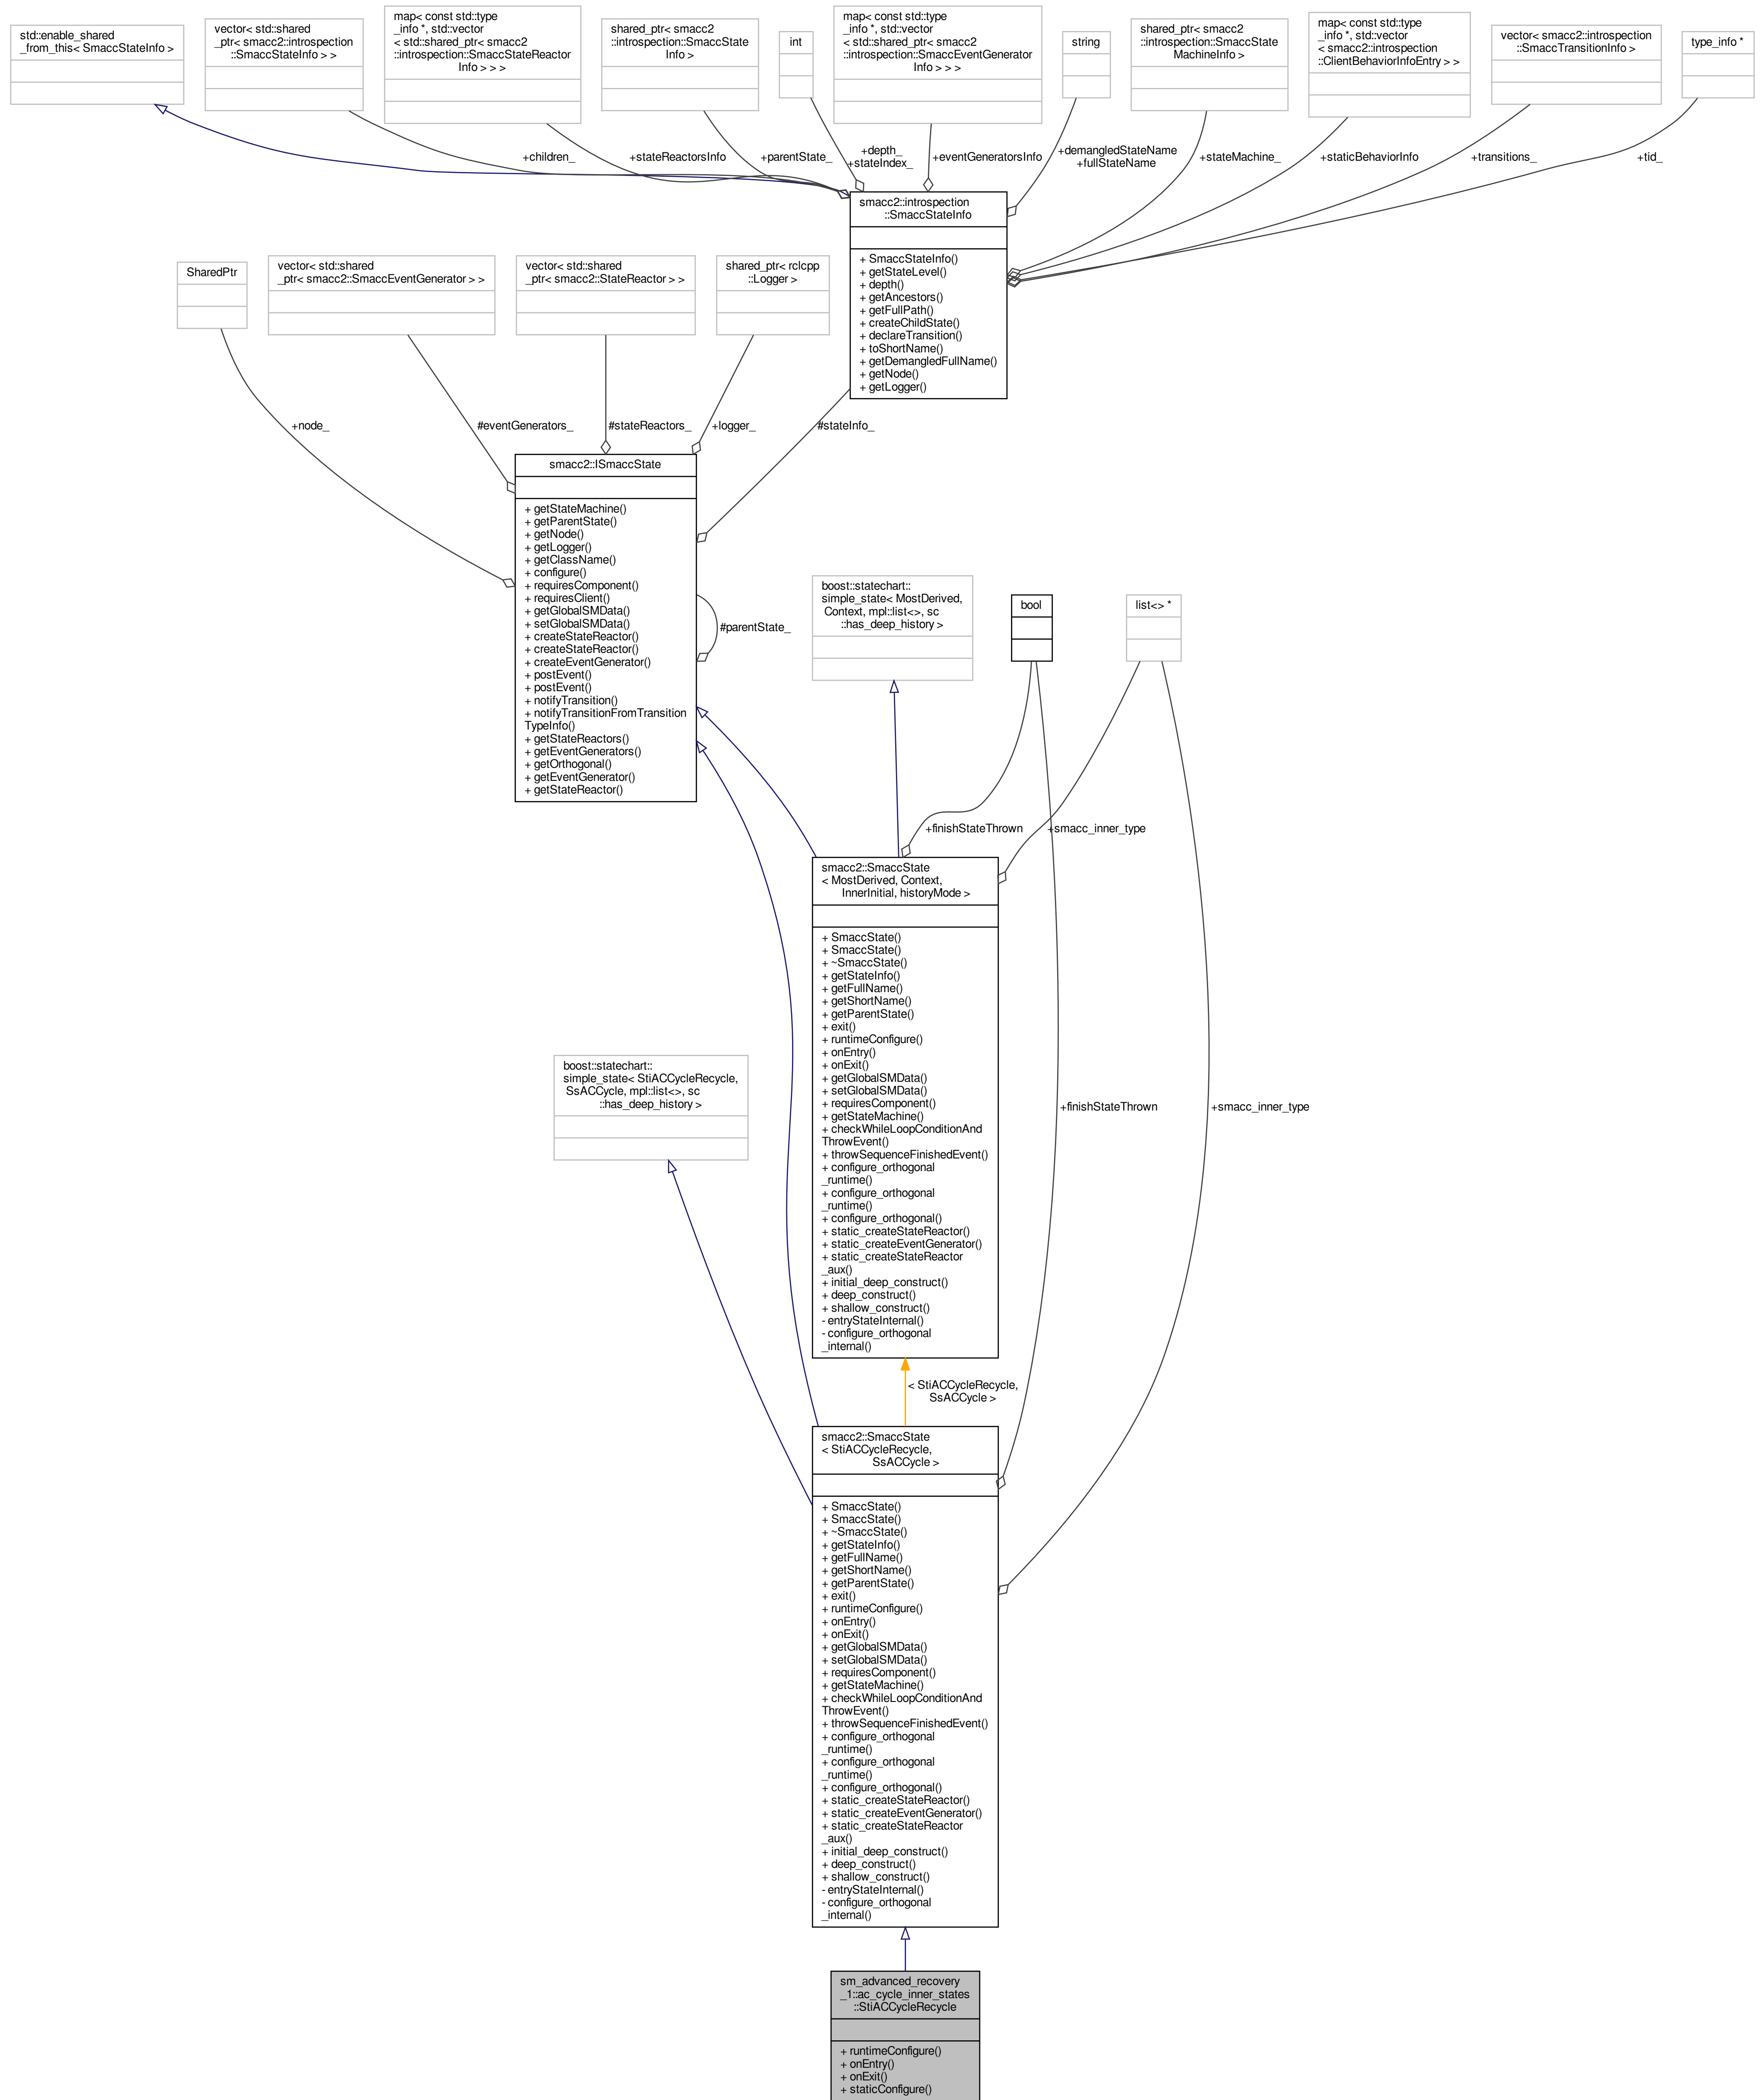 std::enable_shared
_from_this< SmaccStateInfo >
vector< std::shared
_ptr< smacc2::introspection
::SmaccStateInfo > >
map< const std::type
_info *, std::vector
< std::shared_ptr< smacc2
::introspection::SmaccStateReactor
Info > > >
shared_ptr< smacc2
::introspection::SmaccState
Info >
int
map< const std::type
_info *, std::vector
< std::shared_ptr< smacc2
::introspection::SmaccEventGenerator
Info > > >
string
shared_ptr< smacc2
::introspection::SmaccState
MachineInfo >
map< const std::type
_info *, std::vector
< smacc2::introspection
::ClientBehaviorInfoEntry > >
vector< smacc2::introspection
::SmaccTransitionInfo >
type_info *
+children_
+stateReactorsInfo
+parentState_
+depth_
+stateIndex_
+eventGeneratorsInfo
+demangledStateName
+fullStateName
+stateMachine_
+staticBehaviorInfo
+transitions_
+tid_
smacc2::introspection
::SmaccStateInfo
+ SmaccStateInfo()
+ getStateLevel()
+ depth()
+ getAncestors()
+ getFullPath()
+ createChildState()
+ declareTransition()
+ toShortName()
+ getDemangledFullName()
+ getNode()
+ getLogger()
SharedPtr
vector< std::shared
_ptr< smacc2::SmaccEventGenerator > >
vector< std::shared
_ptr< smacc2::StateReactor > >
shared_ptr< rclcpp
::Logger >
+node_
#eventGenerators_
#stateReactors_
+logger_
#stateInfo_
smacc2::ISmaccState
+ getStateMachine()
+ getParentState()
+ getNode()
+ getLogger()
+ getClassName()
+ configure()
+ requiresComponent()
+ requiresClient()
+ getGlobalSMData()
+ setGlobalSMData()
+ createStateReactor()
+ createStateReactor()
+ createEventGenerator()
+ postEvent()
+ postEvent()
+ notifyTransition()
+ notifyTransitionFromTransition
TypeInfo()
+ getStateReactors()
+ getEventGenerators()
+ getOrthogonal()
+ getEventGenerator()
+ getStateReactor()
#parentState_
boost::statechart::
simple_state< MostDerived,
Context, mpl::list<>, sc
::has_deep_history >
bool
list<> *
+finishStateThrown
+smacc_inner_type
smacc2::SmaccState
< MostDerived, Context,
InnerInitial, historyMode >
+ SmaccState()
+ SmaccState()
+ ~SmaccState()
+ getStateInfo()
+ getFullName()
+ getShortName()
+ getParentState()
+ exit()
+ runtimeConfigure()
+ onEntry()
+ onExit()
+ getGlobalSMData()
+ setGlobalSMData()
+ requiresComponent()
+ getStateMachine()
+ checkWhileLoopConditionAnd
ThrowEvent()
+ throwSequenceFinishedEvent()
+ configure_orthogonal
_runtime()
+ configure_orthogonal
_runtime()
+ configure_orthogonal()
+ static_createStateReactor()
+ static_createEventGenerator()
+ static_createStateReactor
_aux()
+ initial_deep_construct()
+ deep_construct()
+ shallow_construct()
- entryStateInternal()
- configure_orthogonal
_internal()
boost::statechart::
simple_state< StiACCycleRecycle,
SsACCycle, mpl::list<>, sc
::has_deep_history >
+finishStateThrown
+smacc_inner_type
< StiACCycleRecycle,
SsACCycle >
smacc2::SmaccState
< StiACCycleRecycle,
SsACCycle >
+ SmaccState()
+ SmaccState()
+ ~SmaccState()
+ getStateInfo()
+ getFullName()
+ getShortName()
+ getParentState()
+ exit()
+ runtimeConfigure()
+ onEntry()
+ onExit()
+ getGlobalSMData()
+ setGlobalSMData()
+ requiresComponent()
+ getStateMachine()
+ checkWhileLoopConditionAnd
ThrowEvent()
+ throwSequenceFinishedEvent()
+ configure_orthogonal
_runtime()
+ configure_orthogonal
_runtime()
+ configure_orthogonal()
+ static_createStateReactor()
+ static_createEventGenerator()
+ static_createStateReactor
_aux()
+ initial_deep_construct()
+ deep_construct()
+ shallow_construct()
- entryStateInternal()
- configure_orthogonal
_internal()
sm_advanced_recovery
_1::ac_cycle_inner_states
::StiACCycleRecycle
+ runtimeConfigure()
+ onEntry()
+ onExit()
+ staticConfigure()